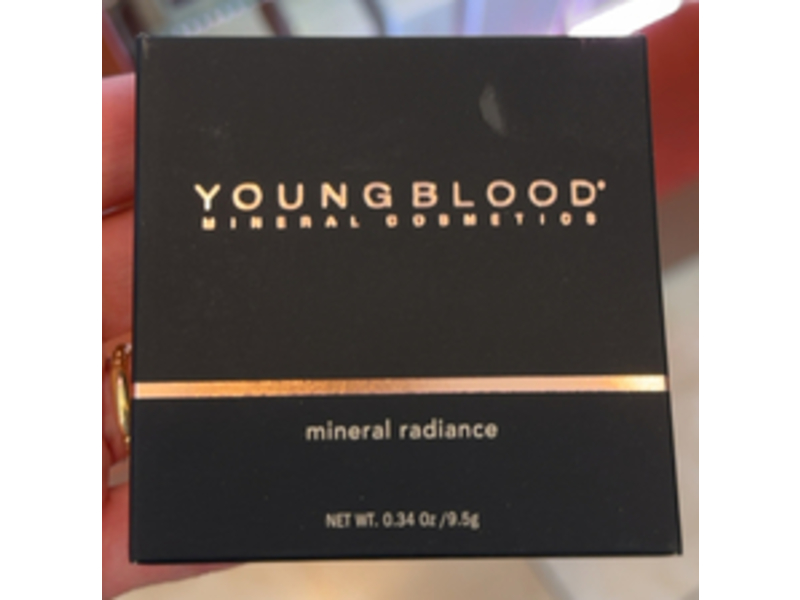 YOUNGBLOOD®
MINERAL COSMETICS
mineral radiance
NET WT. 0.34 Oz /9.5g